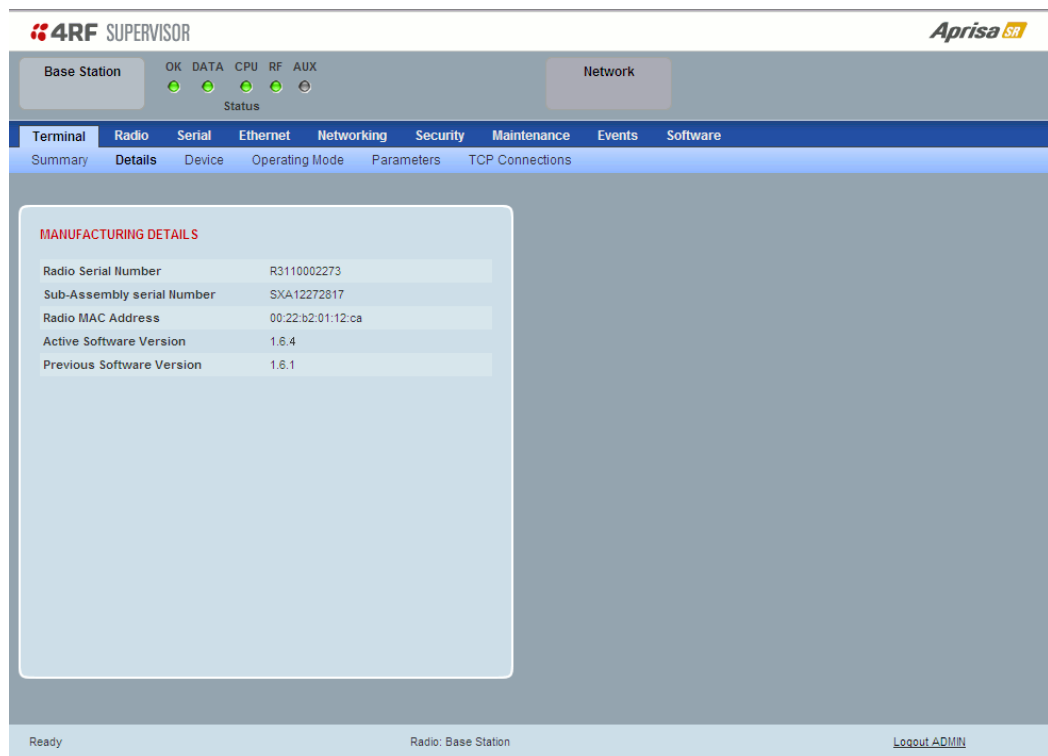 4RF SUPERVISOR
Aprisa SR
Base Station
OK DATA CPU RF AUX
Status
Network
Terminal Radio Serial Ethernet Networking Security Maintenance Events Software
Summary Details Device Operating Mode Parameters TCP Connections
MANUFACTURING DETAILS
Radio Serial Number R3110002273
Sub-Assembly serial Number SXA12272817
Radio MAC Address 00:22:b2:01:12:ca
Active Software Version 1.6.4
Previous Software Version 1.6.1
Ready Radio: Base Station Logout ADMIN